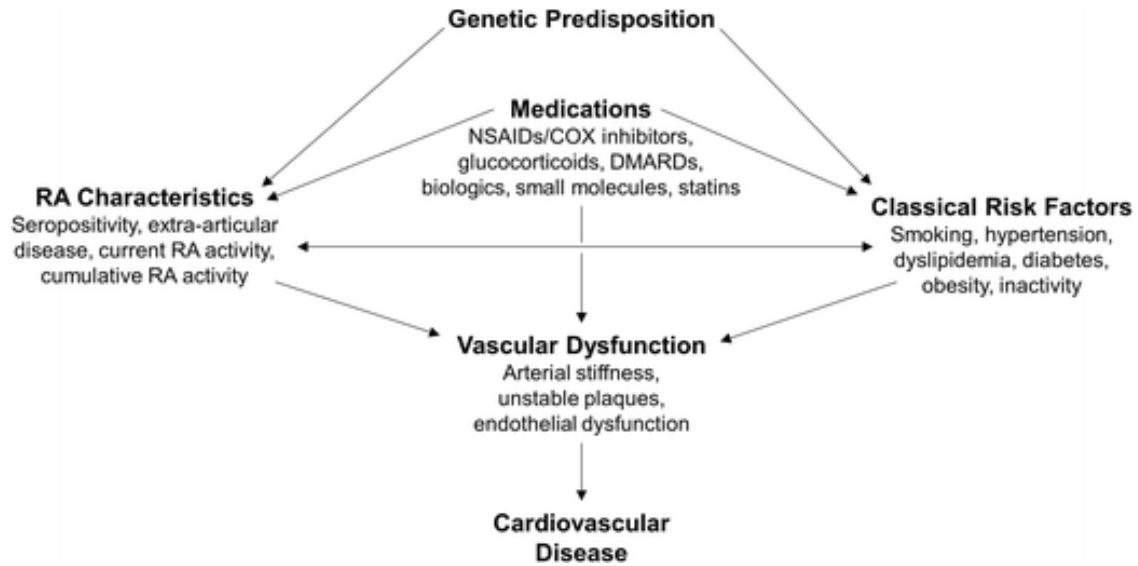 Genetic Predisposition
Medications
NSAIDs/COX inhibitors,
glucocorticoids, DMARDs,
biologics, small molecules, statins
RA Characteristics
Seropositivity, extra-articular
disease, current RA activity,
cumulative RA activity
Classical Risk Factors
Smoking, hypertension,
dyslipidemia, diabetes,
obesity, inactivity
Vascular Dysfunction
Arterial stiffness,
unstable plaques,
endothelial dysfunction
Cardiovascular
Disease